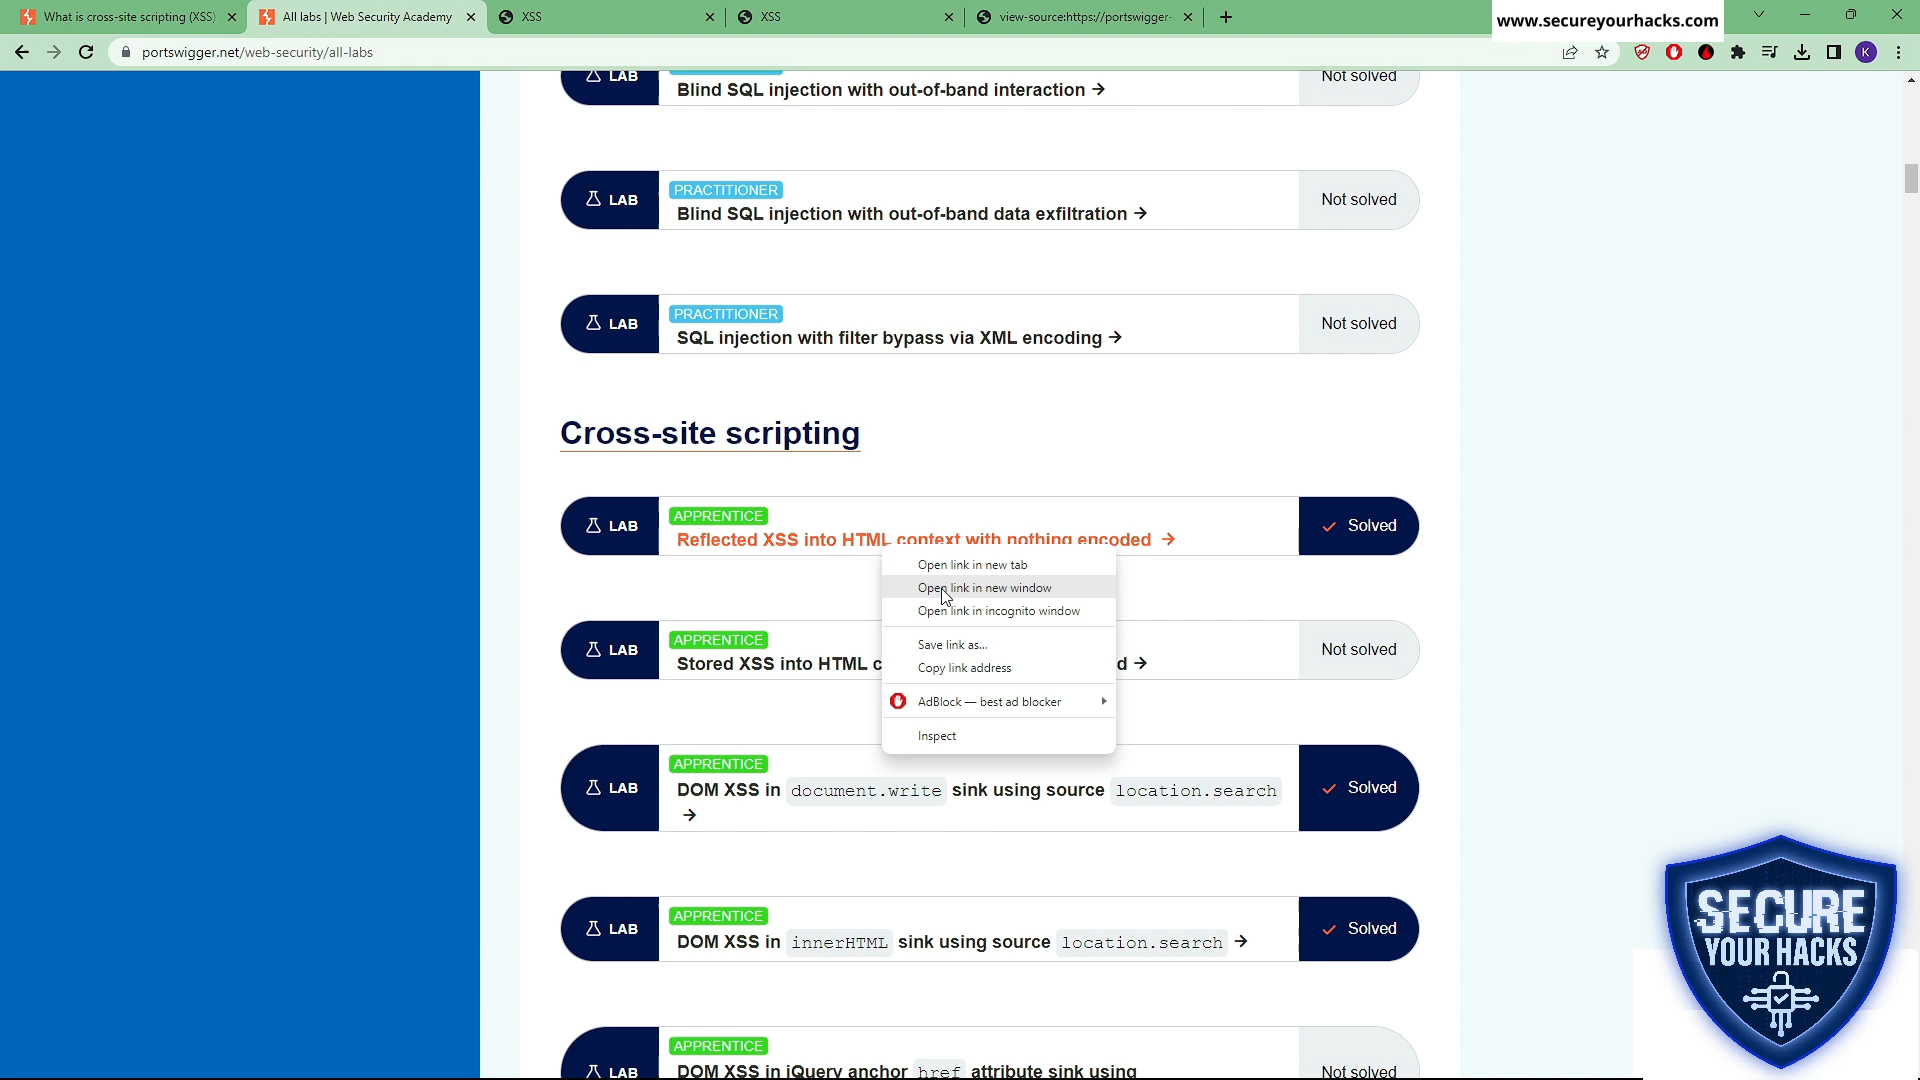 What is cross-site scripting (XSS)
All labs | Web Security Academy
XSS
XSS
view-source:https://portswigger-
www.secureyourhacks.com
portswigger.net/web-security/all-labs
K
LAB
Blind SQL injection with out-of-band interaction →
Not solved
LAB
PRACTITIONER
Blind SQL injection with out-of-band data exfiltration →
Not solved
LAB
PRACTITIONER
SQL injection with filter bypass via XML encoding →
Not solved
Cross-site scripting
LAB
APPRENTICE
Reflected XSS into HTML context with nothing encoded →
Solved
Open link in new tab
Open link in new window
Open link in incognito window
Save link as...
Copy link address
AdBlock — best ad blocker
Inspect
LAB
APPRENTICE
Stored XSS into HTML c
d →
Not solved
LAB
APPRENTICE
DOM XSS in document.write sink using source location.search
→
Solved
LAB
APPRENTICE
DOM XSS in innerHTML sink using source location.search →
Solved
LAB
APPRENTICE
DOM XSS in jQuery anchor href attribute sink using
Not solved
SECURE
YOUR HACKS